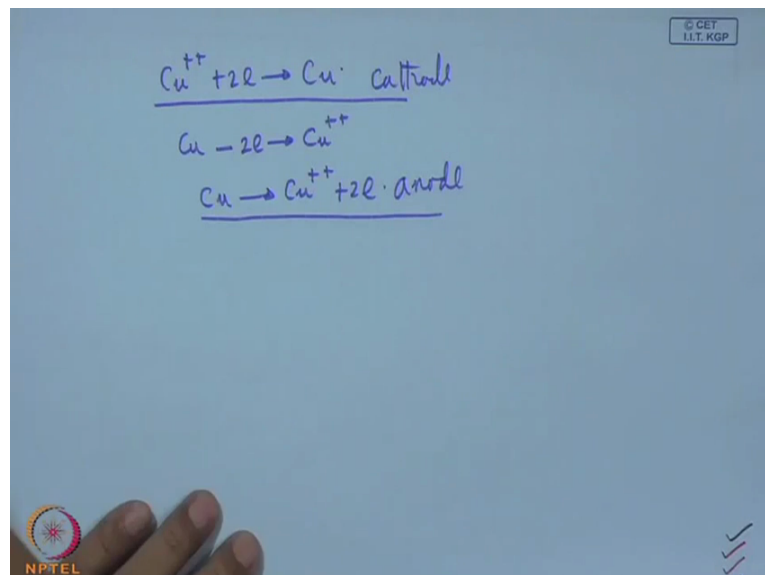 © CET
I.I.T. KGP
Cu++ +2e → Cu. Cathode
Cu − 2e → Cu++
Cu → Cu++ +2e. anode
NPTEL